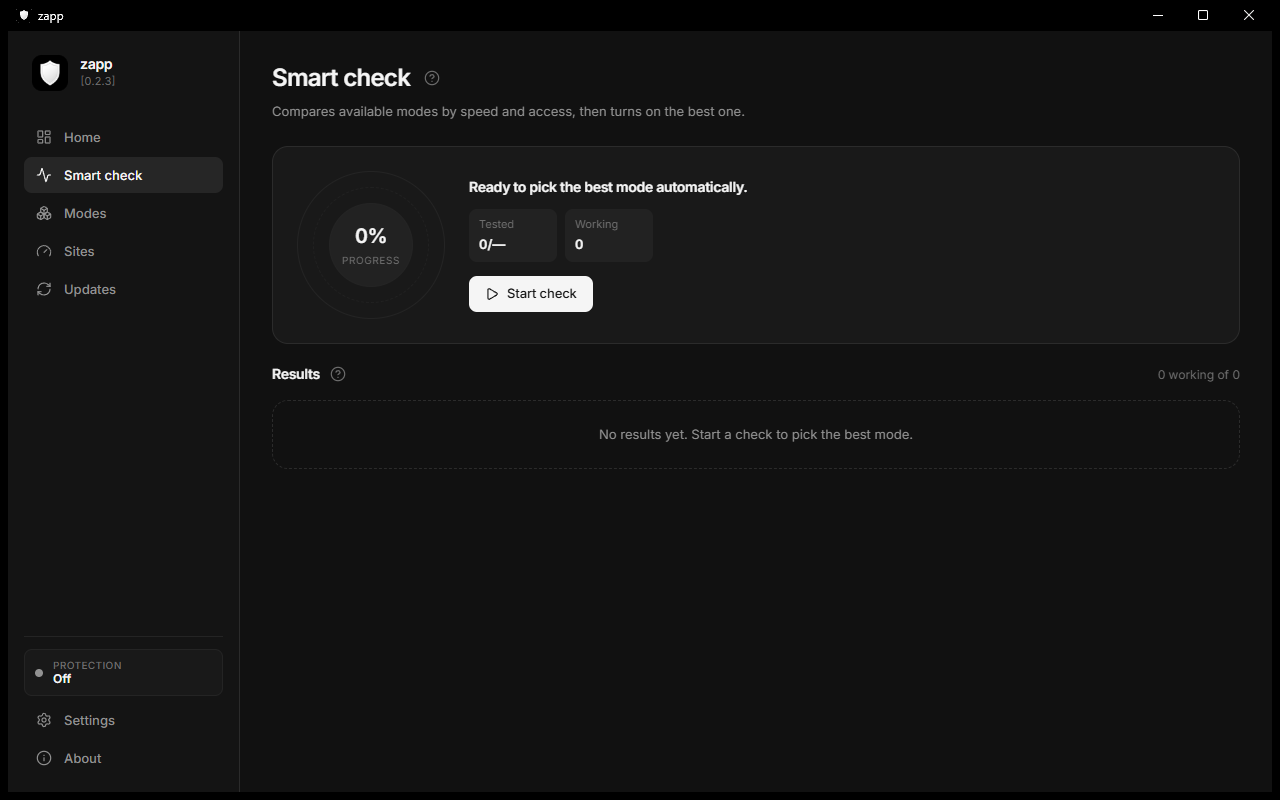 zapp
zapp
[0.2.3]
Home
Smart check
Modes
Sites
Updates
PROTECTION
Off
Settings
About
Smart check
Compares available modes by speed and access, then turns on the best one.
0%
PROGRESS
Ready to pick the best mode automatically.
Tested
0/—
Working
0
Start check
Results
0 working of 0
No results yet. Start a check to pick the best mode.